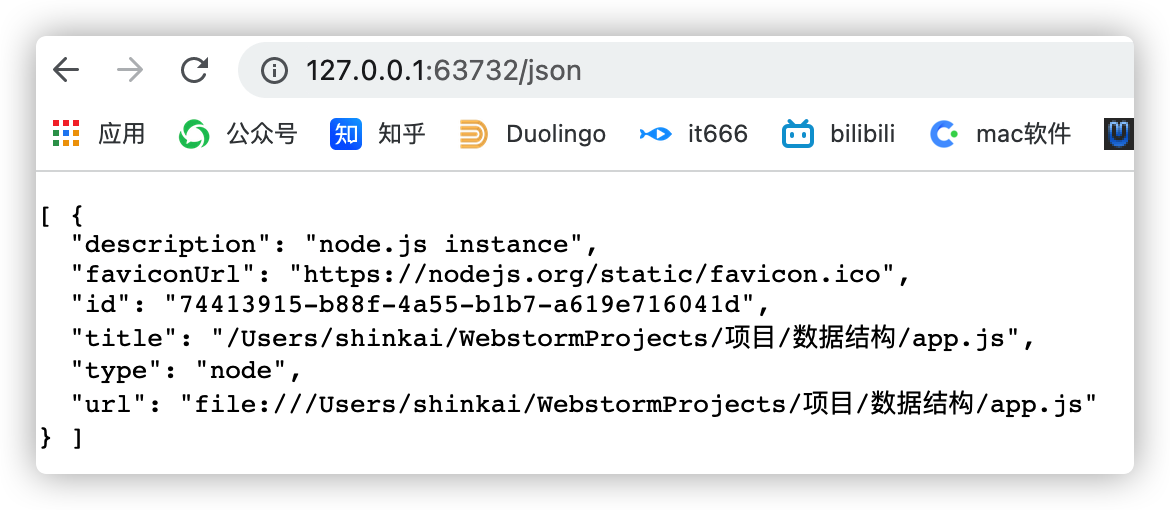 127.0.0.1:63732/json
应用 公众号 知 知乎 Duolingo it666 bilibili mac软件
[ {
"description": "node.js instance",
"faviconUrl": "https://nodejs.org/static/favicon.ico",
"id": "74413915-b88f-4a55-b1b7-a619e716041d",
"title": "/Users/shinkai/WebstormProjects/项目/数据结构/app.js",
"type": "node",
"url": "file:///Users/shinkai/WebstormProjects/项目/数据结构/app.js"
} ]